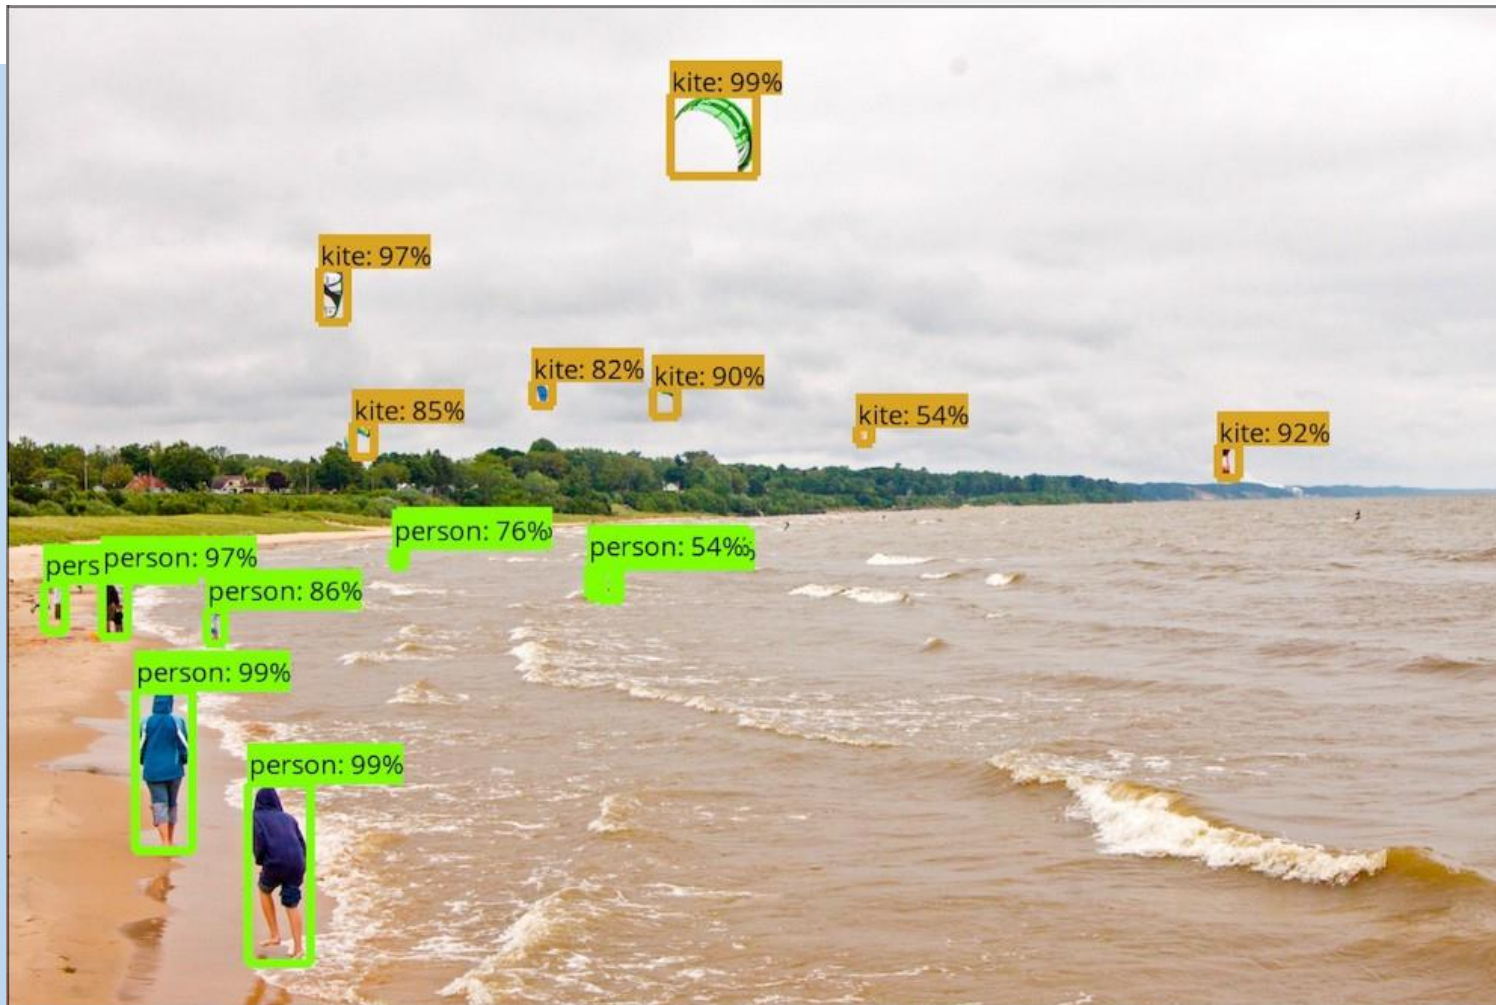 kite: 99%
kite: 97%
kite: 82%
kite: 90%
kite: 85%
kite: 54%
kite: 92%
person: 76%
person: 54%
pers
person: 97%
person: 86%
person: 99%
person: 99%